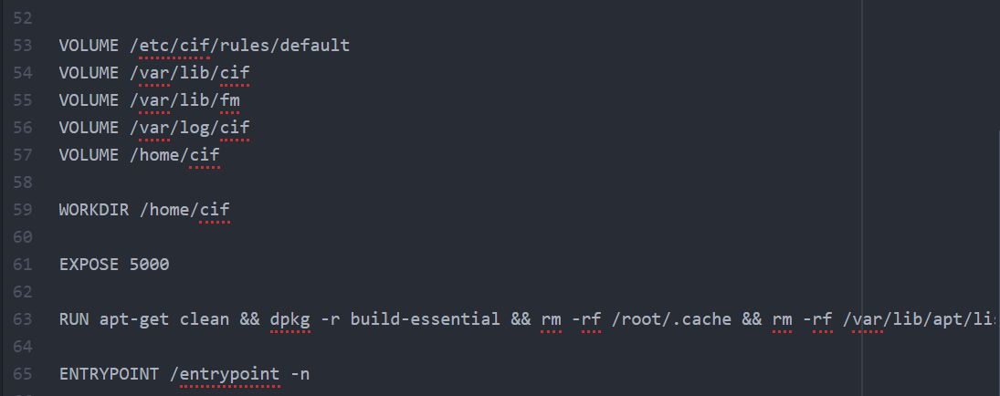 52
53 VOLUME /etc/cif/rules/default
54 VOLUME /var/lib/cif
55 VOLUME /var/lib/fm
56 VOLUME /var/log/cif
57 VOLUME /home/cif
58
59 WORKDIR /home/cif
60
61 EXPOSE 5000
62
63 RUN apt-get clean && dpkg -r build-essential && rm -rf /root/.cache && rm -rf /var/lib/apt/lis
64
65 ENTRYPOINT /entrypoint -n